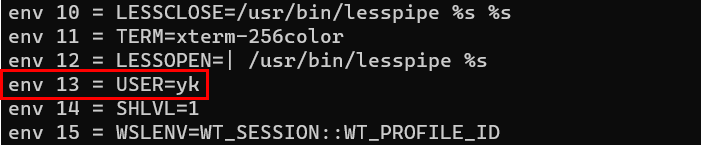 env 10 = LESSCLOSE=/usr/bin/lesspipe %s %s
env 11 = TERM=xterm-256color
env 12 = LESSOPEN=| /usr/bin/lesspipe %s
env 13 = USER=yk
env 14 = SHLVL=1
env 15 = WSLENV=WT_SESSION::WT_PROFILE_ID